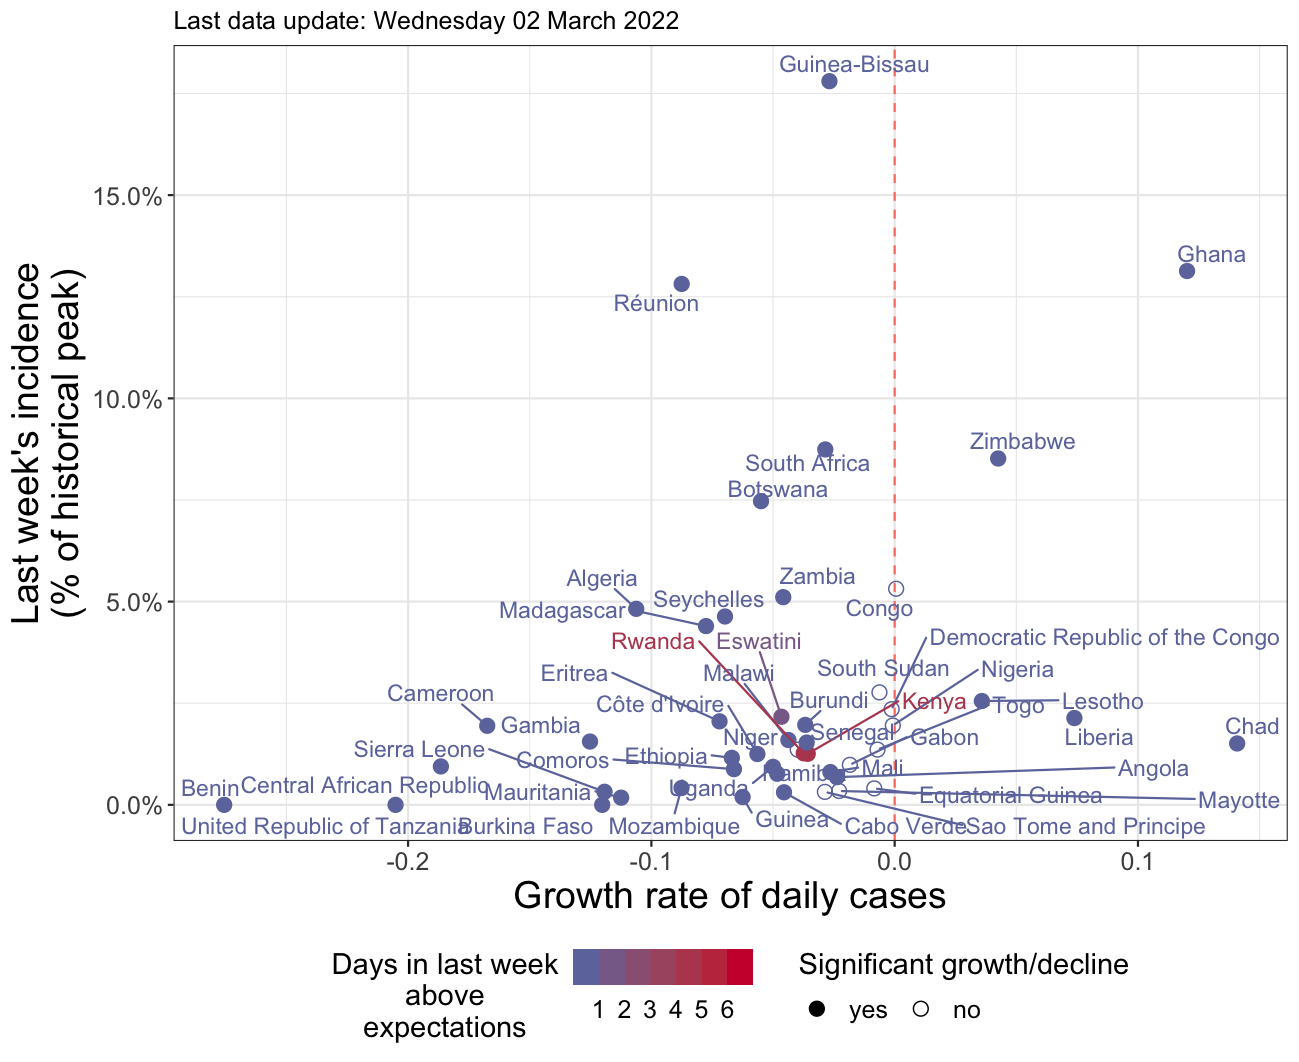 Last data update: Wednesday 02 March 2022
Guinea-Bissau
15.0%
Ghana
Réunion
10.0%
Zimbabwe
South Africa
Botswana
Last week's incidence
(% of historical peak)
Algeria
Zambia
5.0%
Madagascar
Seychelles
Congo
Rwanda
Eswatini
Democratic Republic of the Congo
Eritrea
Malawi
South Sudan
Nigeria
Cameroon
Côte d'Ivoire
Burundi
Kenya
Togo
Lesotho
Gambia
Niger
Senegal
Gabon
Liberia
Chad
Sierra Leone
Comoros
Ethiopia
Namibia
Mali
Angola
Benin
Central African Republic
Mauritania
Uganda
Equatorial Guinea
Mayotte
0.0%
United Republic of Tanzania
Burkina Faso
Mozambique
Guinea
Cabo Verde
Sao Tome and Principe
-0.2
-0.1
0.0
0.1
Growth rate of daily cases
Days in last week
above
expectations
1 2 3 4 5 6
Significant growth/decline
yes
no